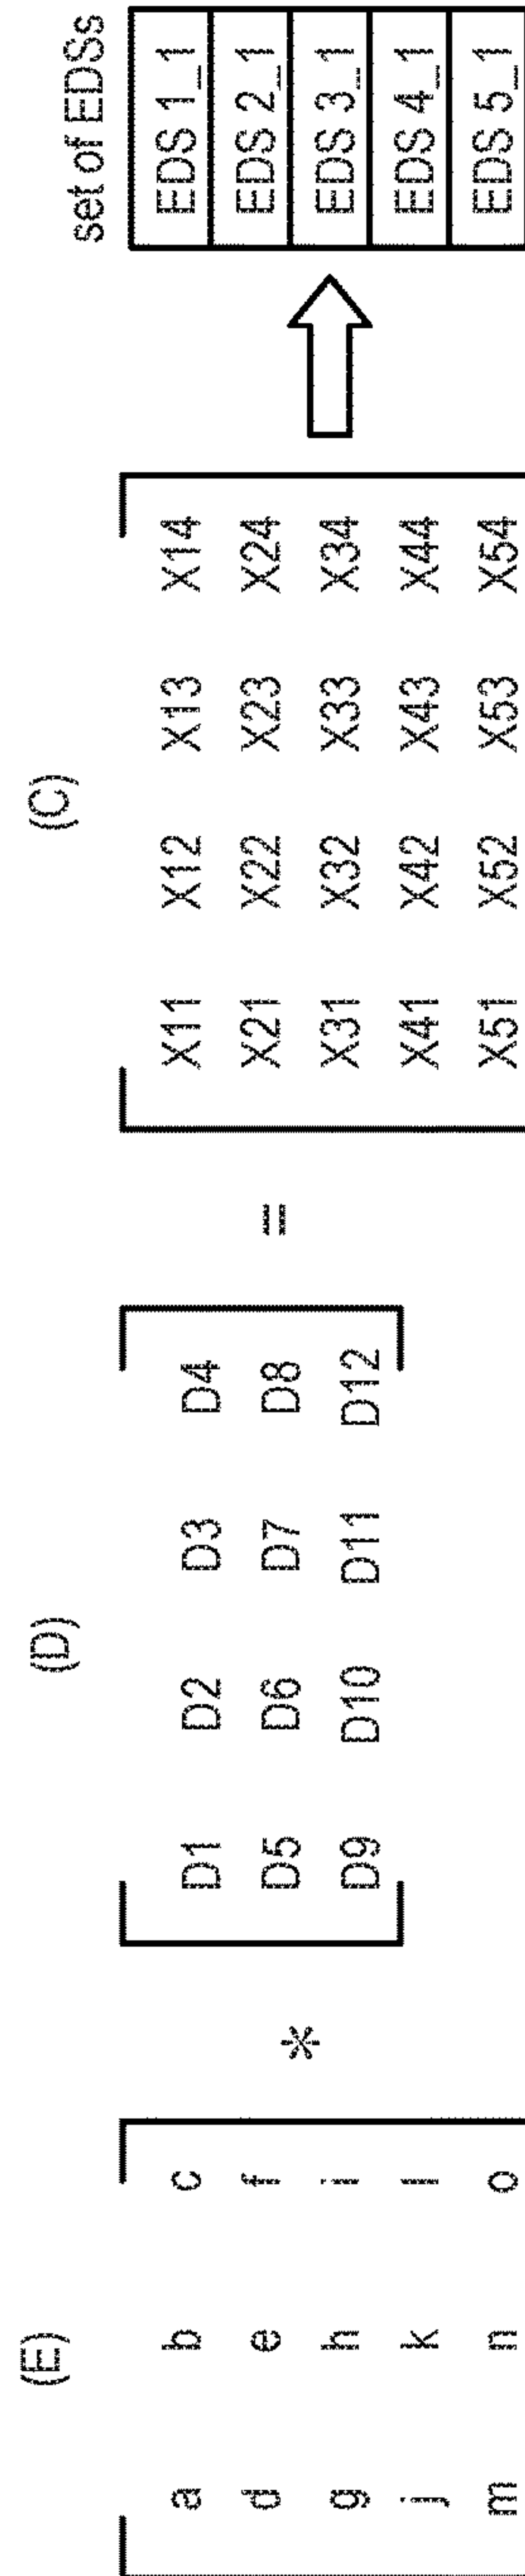 (E) (D) (C) set of EDSs
a b c D1 D2 D3 D4 X11 X12 X13 X14 EDS 1_1
d e f * D5 D6 D7 D8 = X21 X22 X23 X24 EDS 2_1
g h i D9 D10 D11 D12 X31 X32 X33 X34 EDS 3_1
j k l X41 X42 X43 X44 EDS 4_1
m n o X51 X52 X53 X54 EDS 5_1